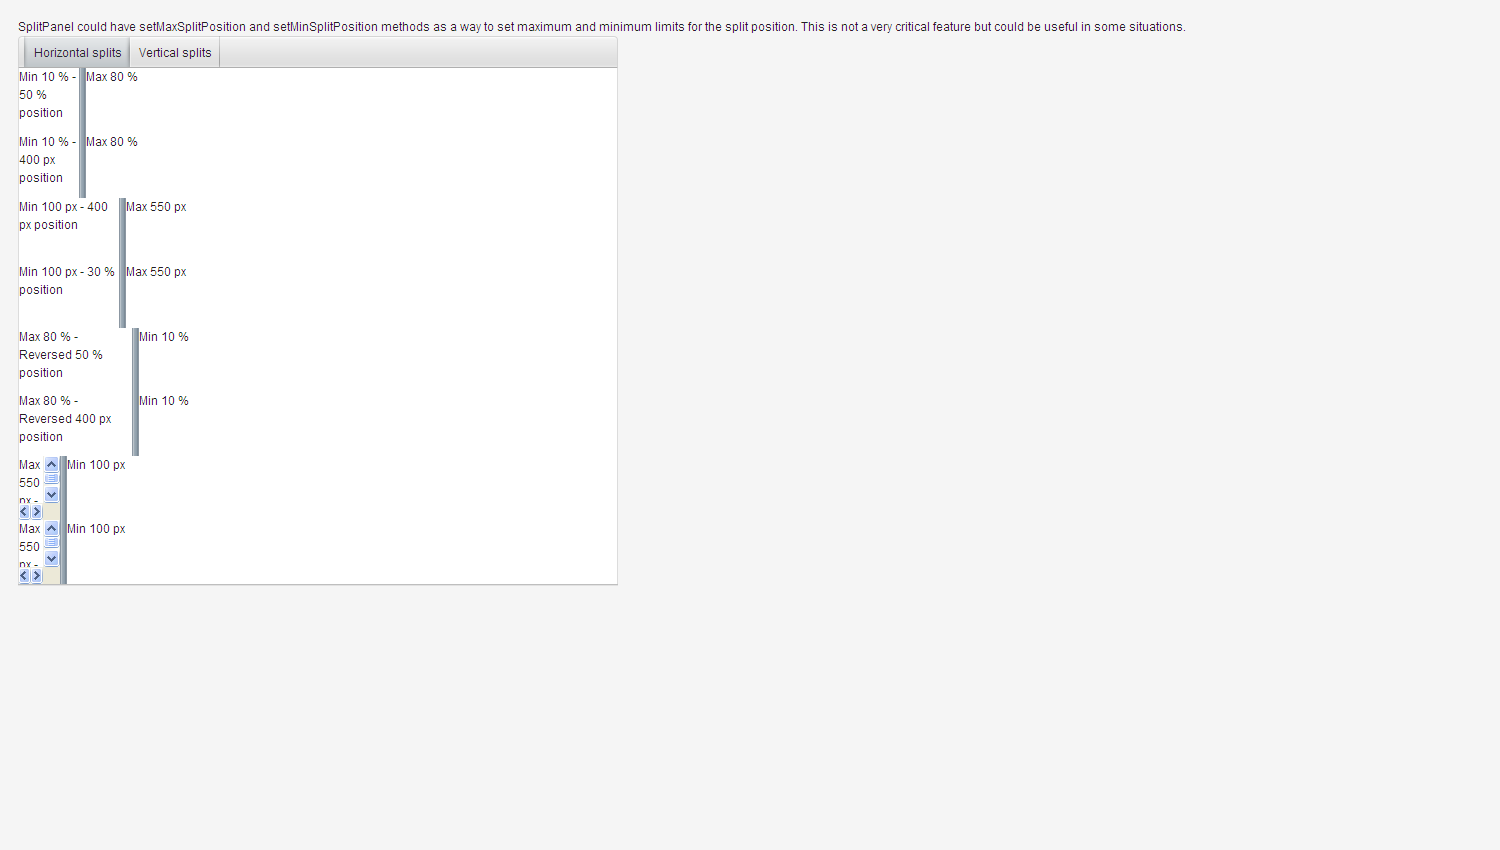 SplitPanel could have setMaxSplitPosition and setMinSplitPosition methods as a way to set maximum and minimum limits for the split position. This is not a very critical feature but could be useful in some situations.
Horizontal splits Vertical splits
Min 10 % - Max 80 %
50 %
position
Min 10 % - Max 80 %
400 px
position
Min 100 px - 400 Max 550 px
px position
Min 100 px - 30 % Max 550 px
position
Max 80 % - Min 10 %
Reversed 50 %
position
Max 80 % - Min 10 %
Reversed 400 px
position
Max Min 100 px
550
px -
Max Min 100 px
550
px -